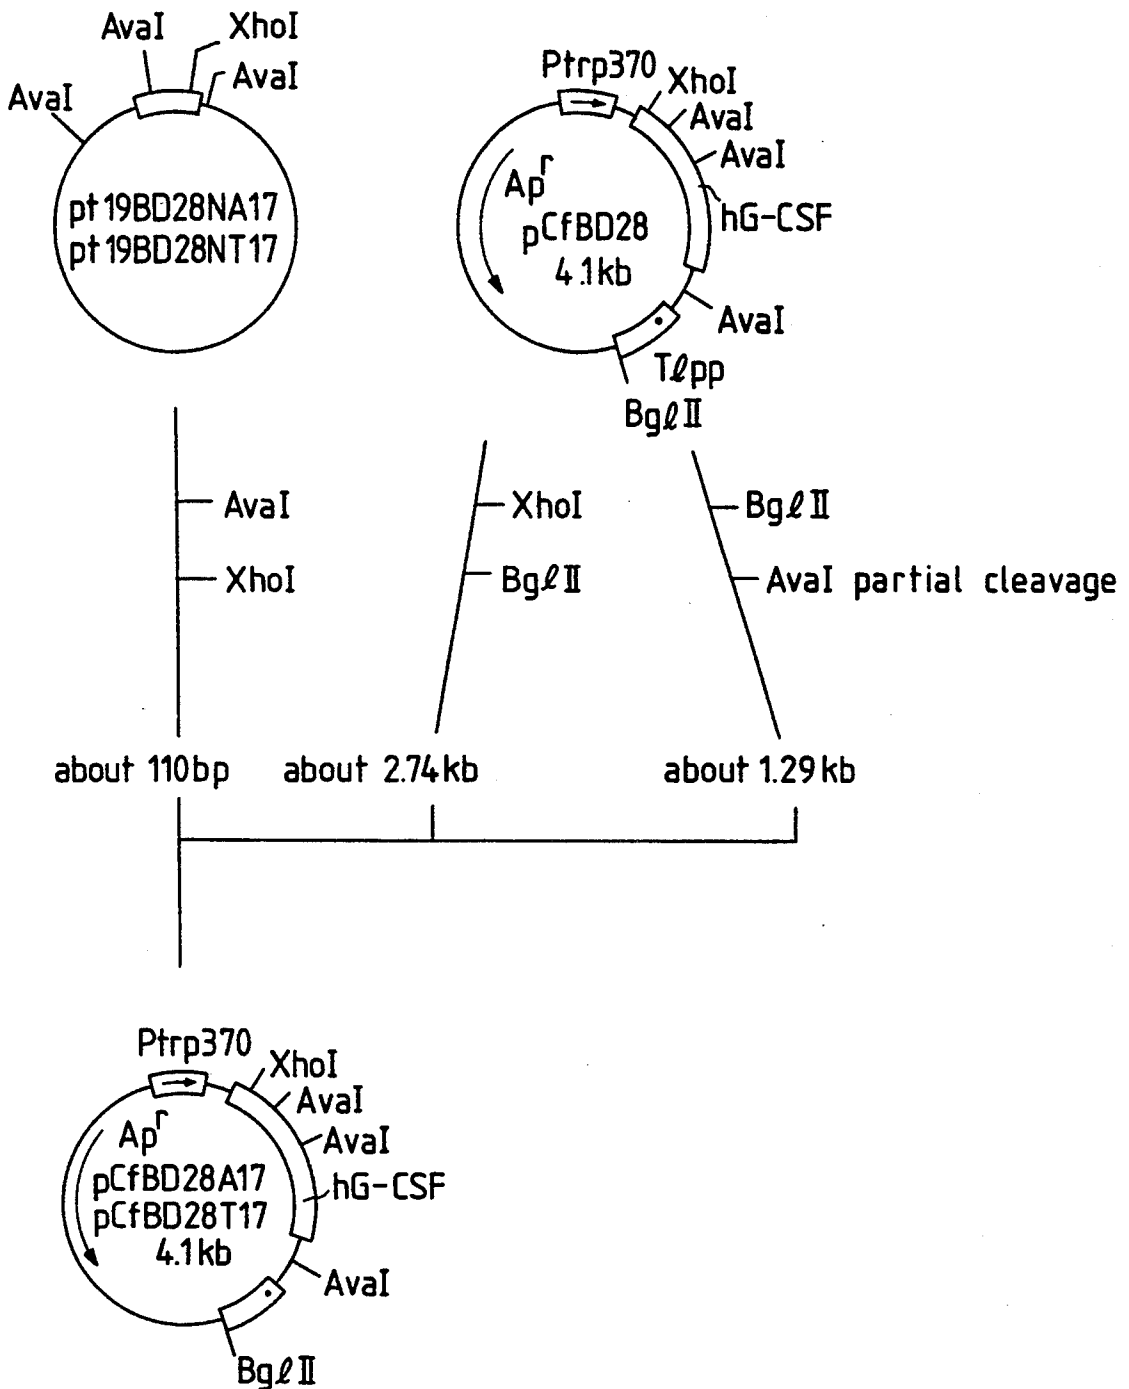 AvaI
XhoI
AvaI
AvaI
pt19BD28NA17
pt19BD28NT17
Ptrp370
XhoI
AvaI
AvaI
Apʳ
pCfBD28
4.1kb
hG-CSF
AvaI
Tℓpp
BgℓII
AvaI
XhoI
XhoI
BgℓII
BgℓII
AvaI partial cleavage
about 110bp
about 2.74kb
about 1.29kb
Ptrp370
XhoI
AvaI
AvaI
Apʳ
pCfBD28A17
pCfBD28T17
4.1kb
hG-CSF
AvaI
BgℓII